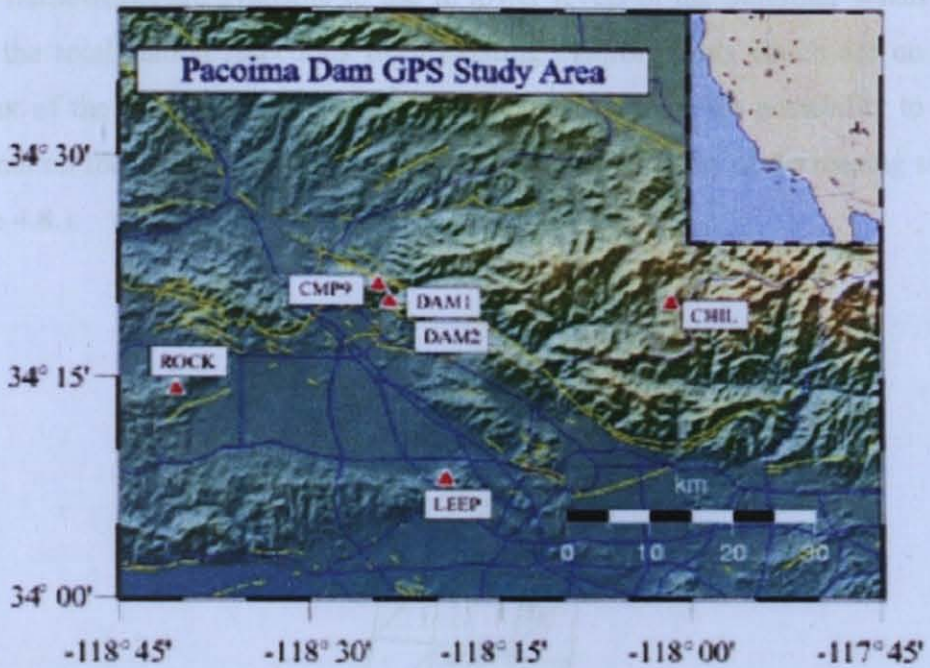 Pacoima Dam GPS Study Area
34° 30'
CMP9
DAM1
CHIL
DAM2
ROCK
34° 15'
LEEP
km
0 10 20 30
34° 00'
-118° 45' -118° 30' -118° 15' -118° 00' -117° 45'